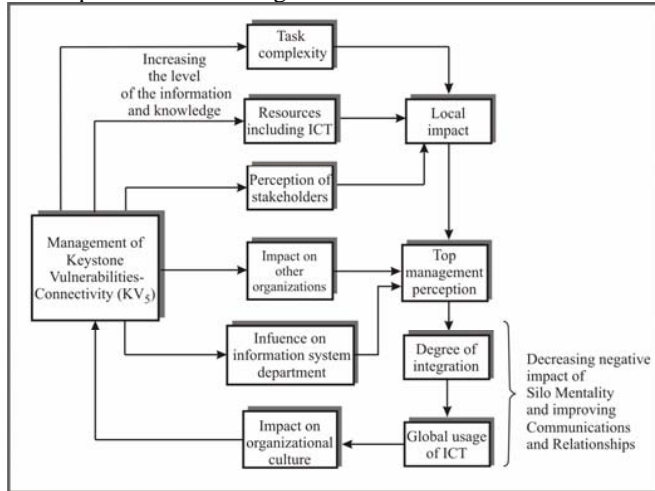 Task
complexity
Increasing
the level
of the information
and knowledge
Resources
including ICT
Local
impact
Perception of
stakeholders
Management of
Keystone
Vulnerabilities-
Connectivity (KV5)
Impact on
other
organizations
Top
management
perception
Infuence on
information system
department
Degree of
integration
Decreasing negative
impact of
Silo Mentality
and improving
Communications
and Relationships
Impact on
organizational
culture
Global usage
of ICT